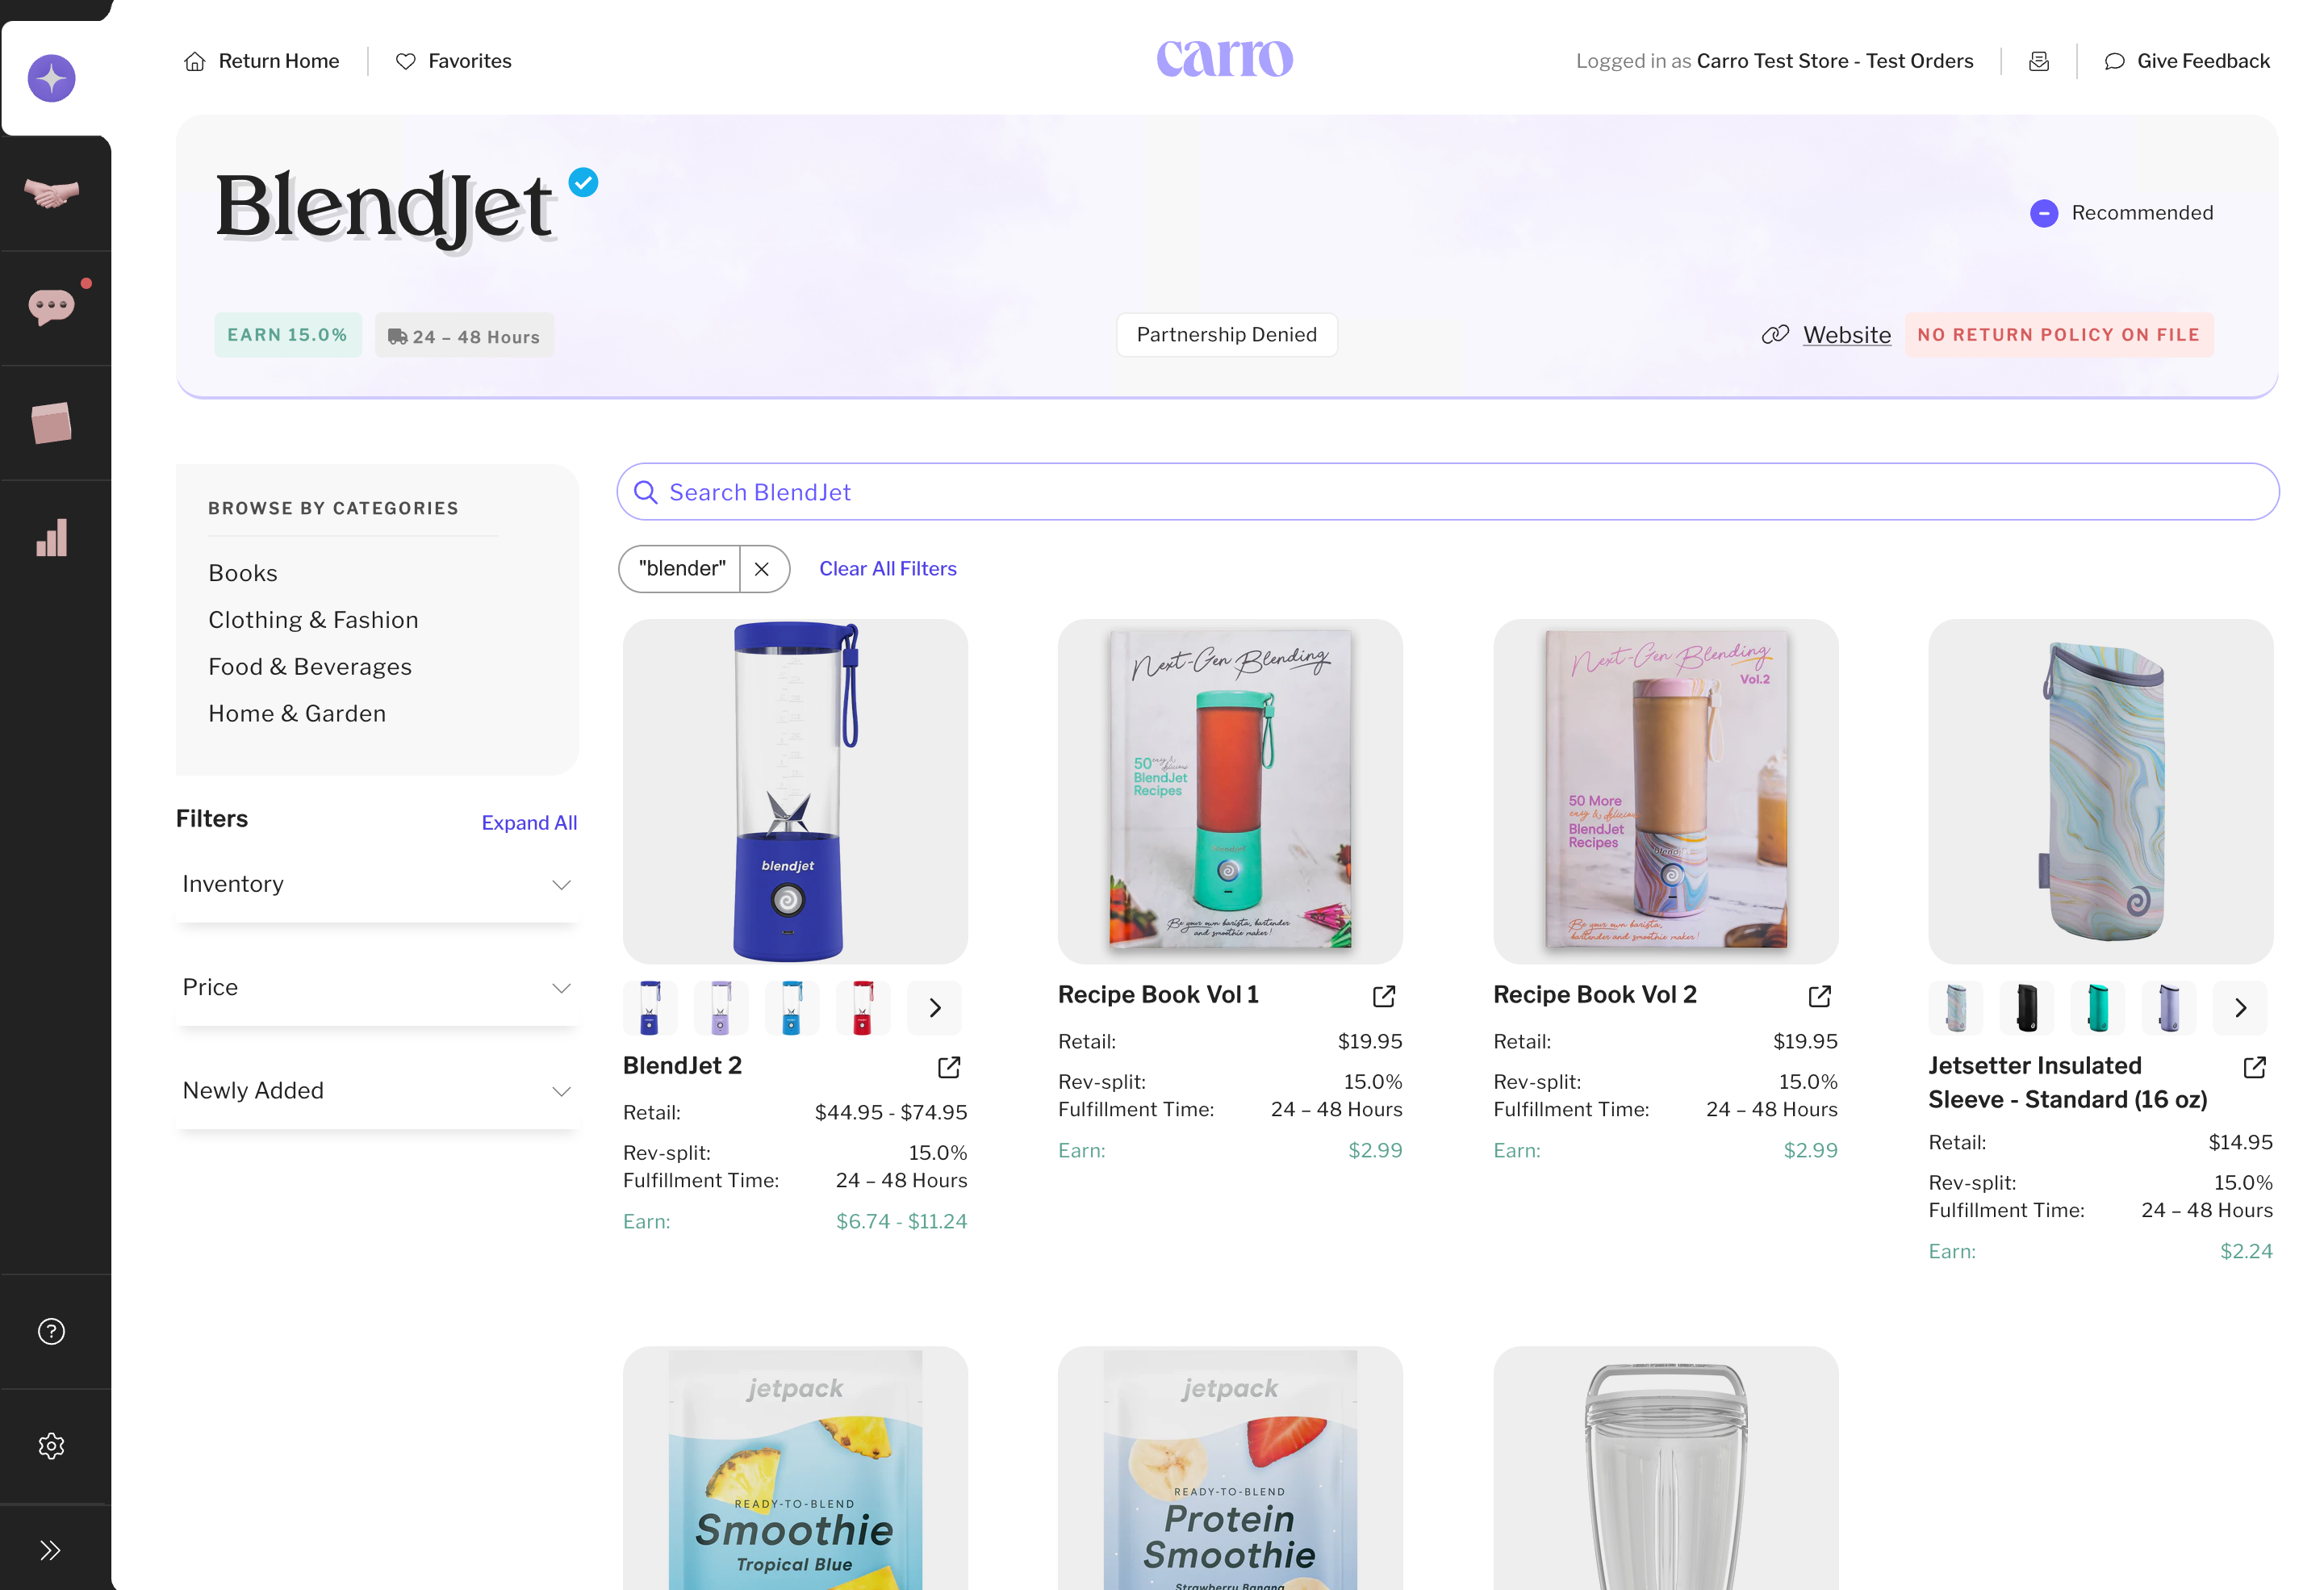 Return Home
Favorites
carro
Logged in as Carro Test Store - Test Orders
Give Feedback
BlendJet
Recommended
EARN 15.0%
24 – 48 Hours
Partnership Denied
Website
NO RETURN POLICY ON FILE
BROWSE BY CATEGORIES
Books
Clothing & Fashion
Food & Beverages
Home & Garden
Filters
Expand All
Inventory
Price
Newly Added
Search BlendJet
"blender"
Clear All Filters
blendjet
BlendJet 2
Retail: $44.95 - $74.95
Rev-split: 15.0%
Fulfillment Time: 24 – 48 Hours
Earn: $6.74 - $11.24
Next-Gen Blending
50 easy & delicious
BlendJet
Recipes
blendjet
Be your own barista, bartender
and smoothie maker!
Recipe Book Vol 1
Retail: $19.95
Rev-split: 15.0%
Fulfillment Time: 24 – 48 Hours
Earn: $2.99
Next-Gen Blending
Vol.2
50 More
easy & delicious
BlendJet
Recipes
blendjet
Be your own barista,
bartender and smoothie maker!
Recipe Book Vol 2
Retail: $19.95
Rev-split: 15.0%
Fulfillment Time: 24 – 48 Hours
Earn: $2.99
Jetsetter Insulated
Sleeve - Standard (16 oz)
Retail: $14.95
Rev-split: 15.0%
Fulfillment Time: 24 – 48 Hours
Earn: $2.24
jetpack
READY-TO-BLEND
Smoothie
Tropical Blue
jetpack
READY-TO-BLEND
Protein
Smoothie
Strawberry Banana